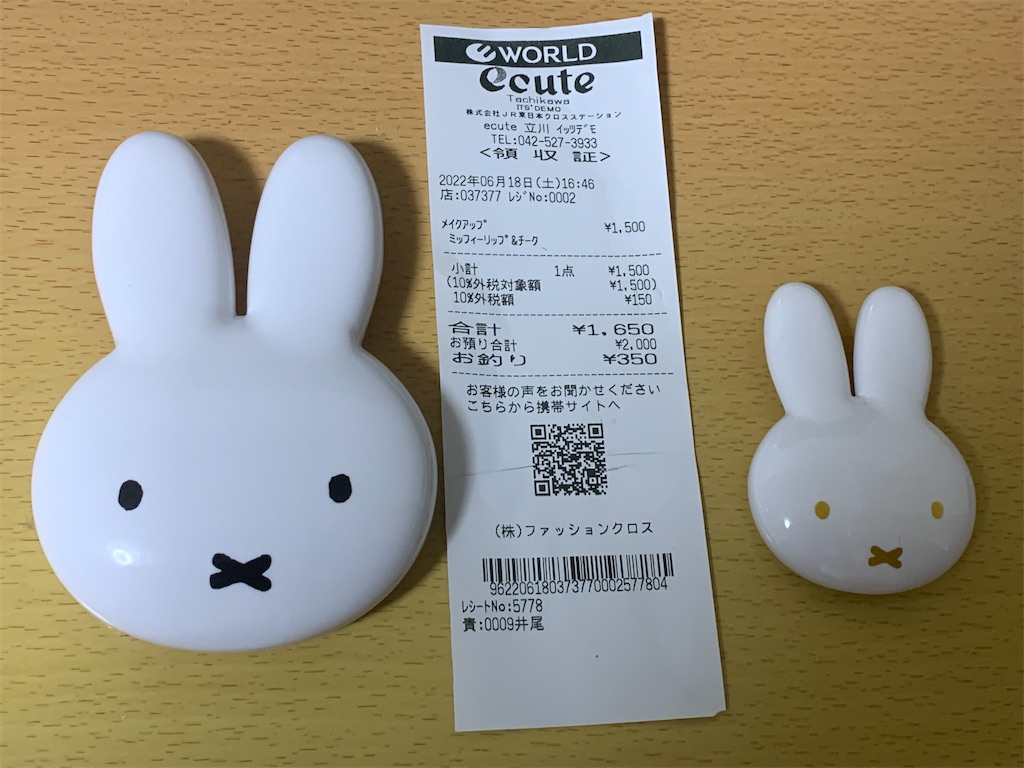 WORLD
ecute
Tachikawa
ITS'DEMO
株式会社JR東日本クロスステーション
ecute 立川 イッツデモ
TEL:042-527-3933
<領収証>
2022年06月18日(土)16:46
店:037377 レジNo:0002
メイクアップ ¥1,500
ミッフィーリップ&チーク
小計 1点 ¥1,500
(10%外税対象額 ¥1,500)
10%外税額 ¥150
合計 ¥1,650
お預り合計 ¥2,000
お釣り ¥350
お客様の声をお聞かせください
こちらから携帯サイトへ
(株)ファッションクロス
962206180373770002577804
レシートNo:5778
責:0009井尾